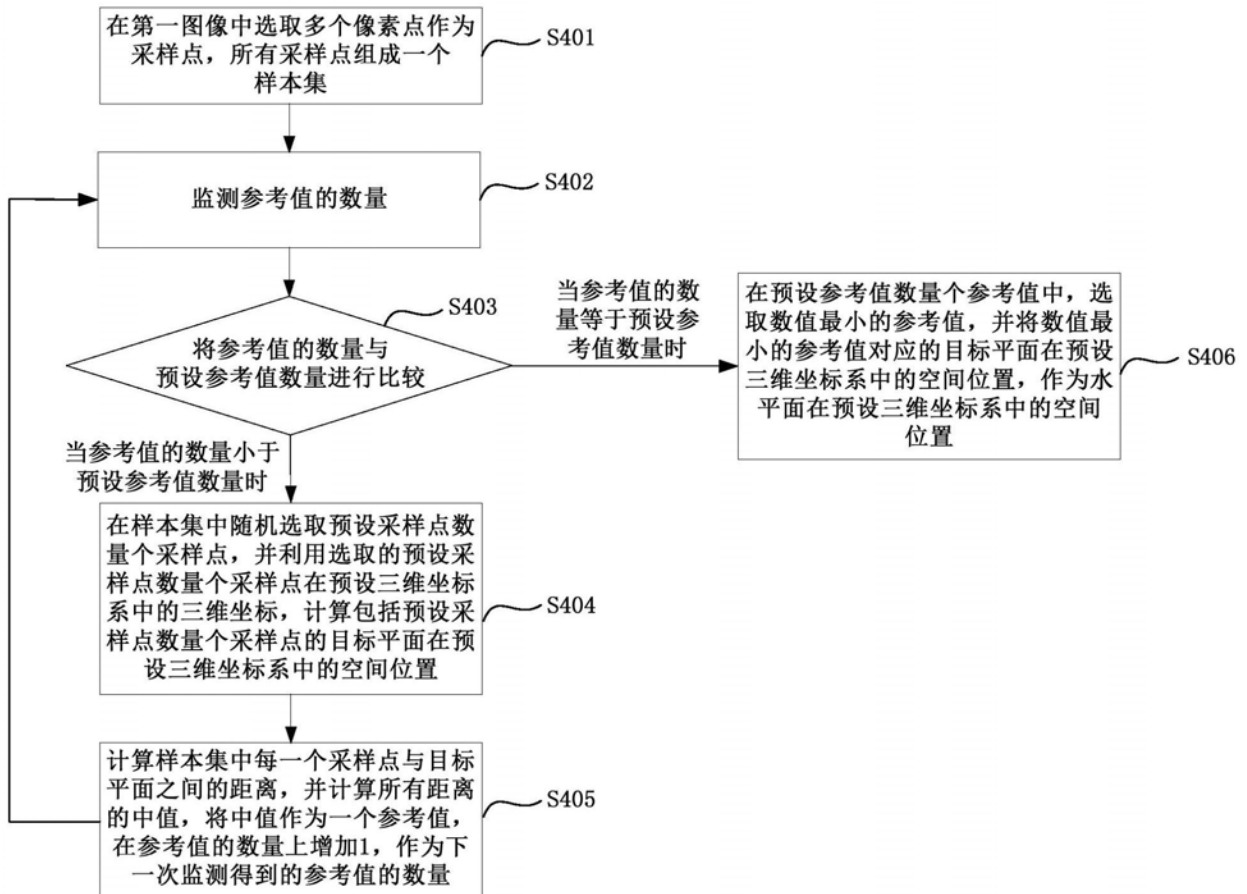 在第一图像中选取多个像素点作为
采样点，所有采样点组成一个
样本集
S401
监测参考值的数量
S402
S403
将参考值的数量与
预设参考值数量进行比较
当参考值的数
量等于预设参
考值数量时
在预设参考值数量个参考值中，选
取数值最小的参考值，并将数值最
小的参考值对应的目标平面在预设
三维坐标系中的空间位置，作为水
平面在预设三维坐标系中的空间
位置
S406
当参考值的数量小于
预设参考值数量时
在样本集中随机选取预设采样点数
量个采样点，并利用选取的预设采
样点数量个采样点在预设三维坐标
系中的三维坐标，计算包括预设采
样点数量个采样点的目标平面在预
设三维坐标系中的空间位置
S404
计算样本集中每一个采样点与目标
平面之间的距离，并计算所有距离
的中值，将中值作为一个参考值，
在参考值的数量上增加1，作为下
一次监测得到的参考值的数量
S405